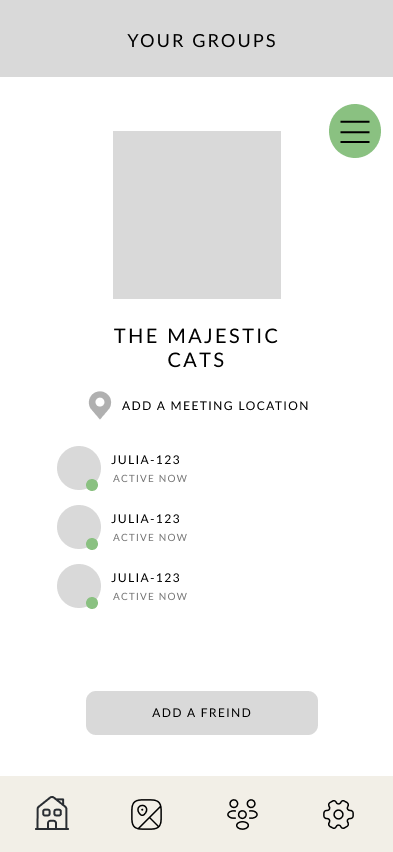 YOUR GROUPS
THE MAJESTIC
CATS
ADD A MEETING LOCATION
JULIA-123
ACTIVE NOW
JULIA-123
ACTIVE NOW
JULIA-123
ACTIVE NOW
ADD A FREIND